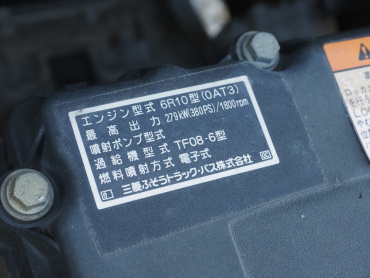 エンジン型式 6R10型(0AT3)
最高出力 279kW(380PS)/1800rpm
噴射ポンプ型式
過給機型式 TF08-6型
燃料噴射方式 電子式
三菱ふそうトラック・バス株式会社